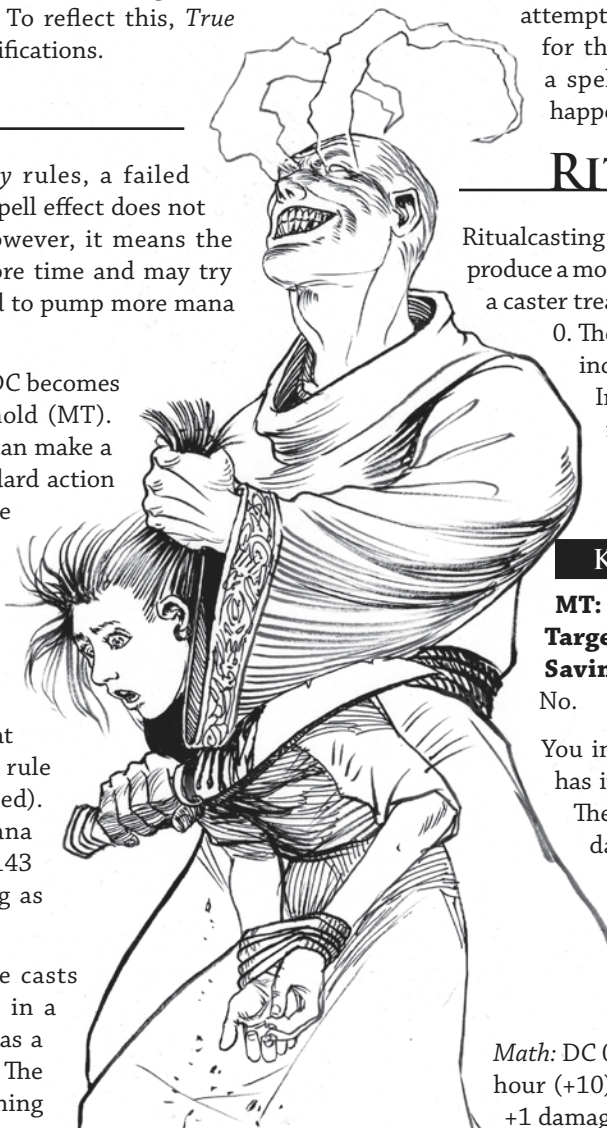 To reflect this, True
ifications.
y rules, a failed
pell effect does not
owever, it means the
ore time and may try
d to pump more mana
DC becomes
hold (MT).
an make a
dard action
e
at
rule
ed).
ana
143
g as
e casts
in a
as a
The
ning
attempt
for th
a spel
happe
RIT
Ritualcasting
produce a mo
a caster trea
0. The
inc
In
K
MT:
Targe
Savin
No.
You in
has i
The
da
Math: DC 0
hour (+10)
+1 damag